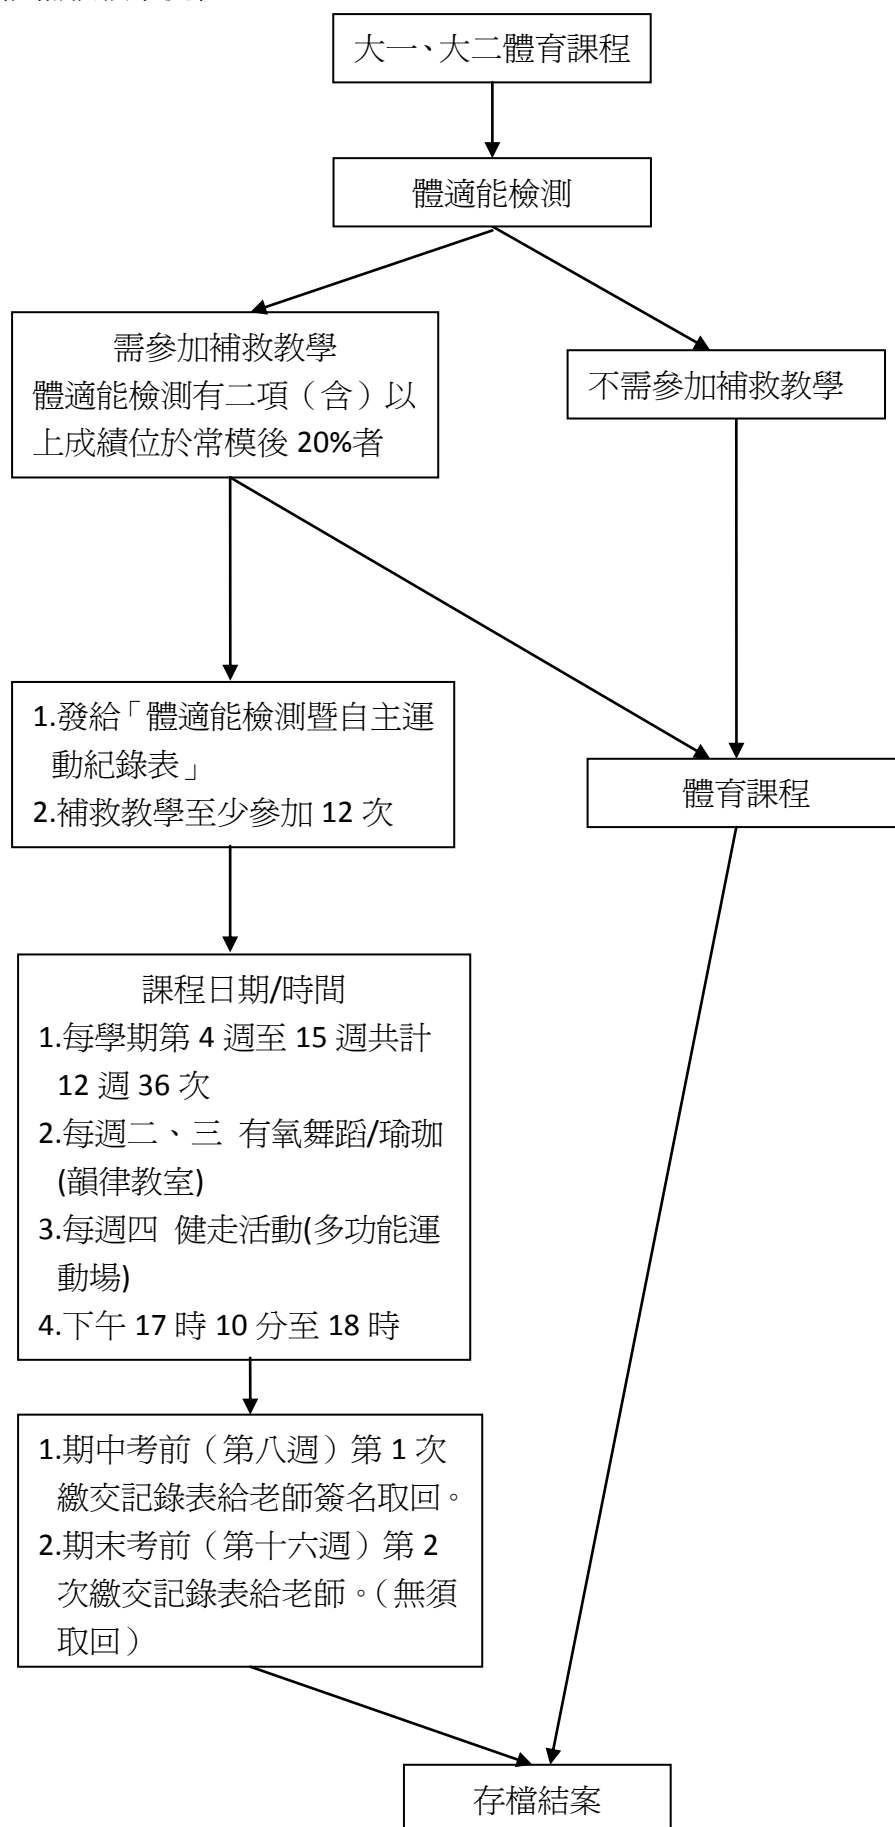 大一、大二體育課程
體適能檢測
需參加補救教學
體適能檢測有二項（含）以
上成績位於常模後 20%者
不需參加補救教學
1.發給「體適能檢測暨自主運
動紀錄表」
2.補救教學至少參加 12 次
體育課程
課程日期/時間
1.每學期第 4 週至 15 週共計
12 週 36 次
2.每週二、三 有氧舞蹈/瑜珈
(韻律教室)
3.每週四 健走活動(多功能運
動場)
4.下午 17 時 10 分至 18 時
1.期中考前（第八週）第 1 次
繳交記錄表給老師簽名取回。
2.期末考前（第十六週）第 2
次繳交記錄表給老師。（無須
取回）
存檔結案